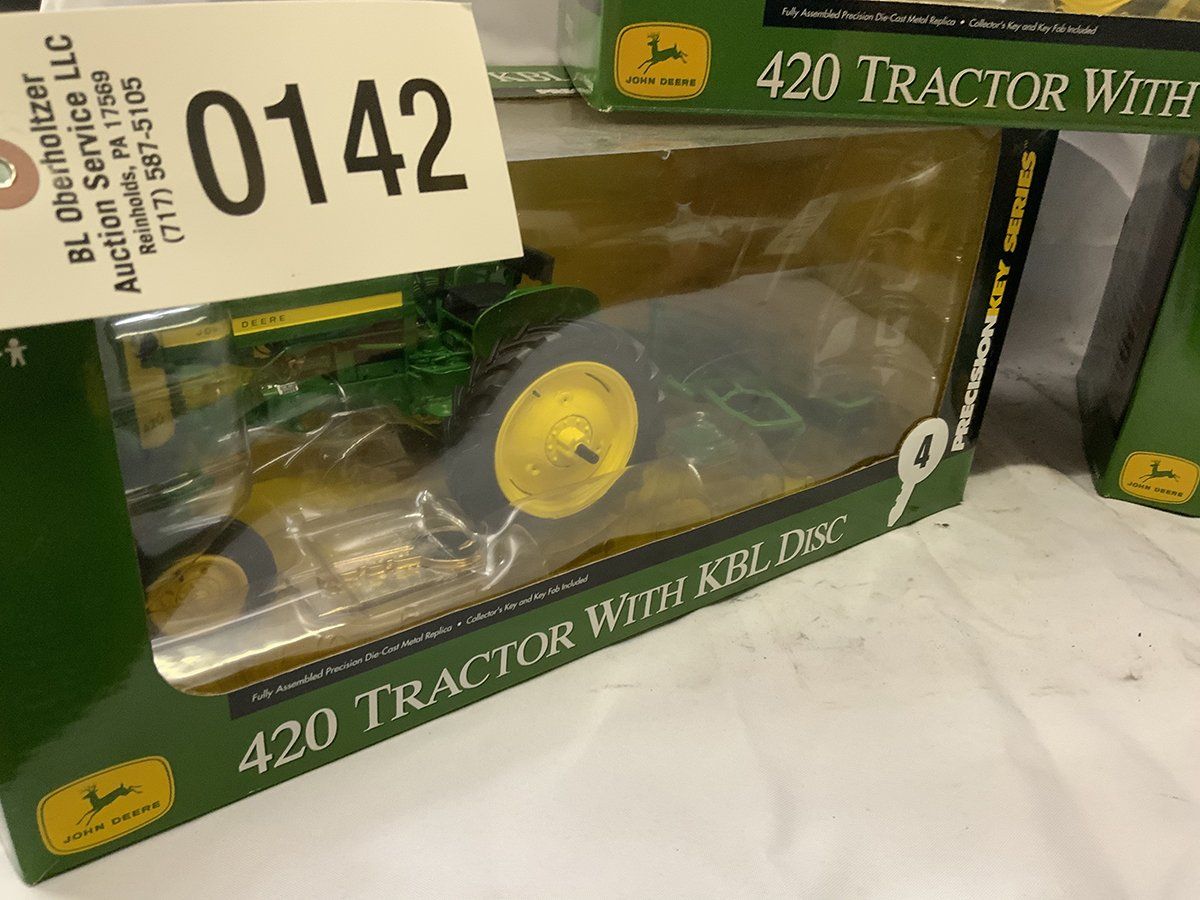 BL Oberholtzer
Auction Service LLC
Reinholds, PA 17569
(717) 587-5105
0142
KBL
Fully Assembled Precision Die-Cast Metal Replica • Collector's Key and Key Fob Included
JOHN DEERE
420 TRACTOR WITH
DEERE
PRECISIONKEY SERIES™
4
Fully Assembled Precision Die-Cast Metal Replica • Collector's Key and Key Fob Included
420 TRACTOR WITH KBL DISC
JOHN DEERE
JOHN DEERE